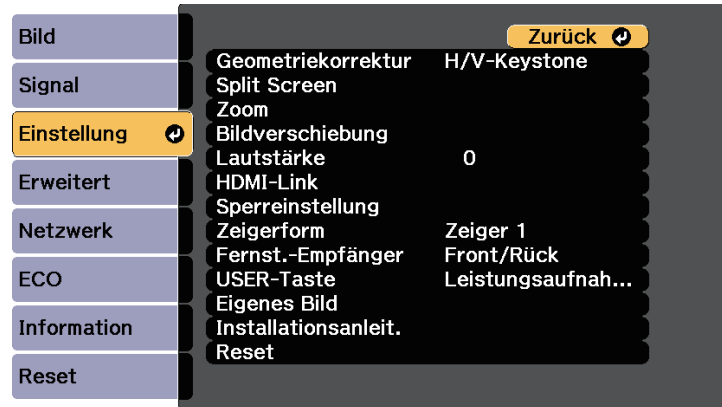 Bild
Signal
Einstellung
Erweitert
Netzwerk
ECO
Information
Reset
Zurück
Geometriekorrektur H/V-Keystone
Split Screen
Zoom
Bildverschiebung
Lautstärke 0
HDMI-Link
Sperreinstellung
Zeigerform Zeiger 1
Fernst.-Empfänger Front/Rück
USER-Taste Leistungsaufnah...
Eigenes Bild
Installationsanleit.
Reset